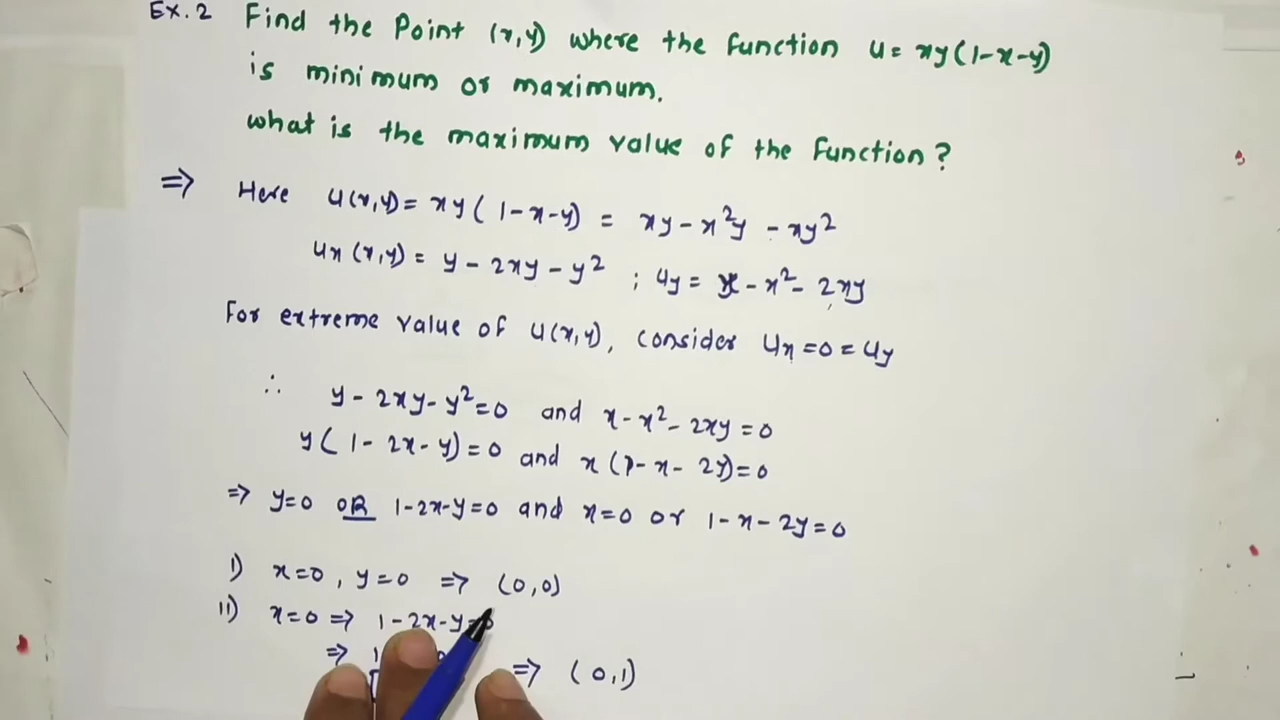 Ex.2 Find the Point (x,y) where the function u = xy(1-x-y)
is minimum or maximum.
what is the maximum value of the function?
⇒ Here u(x,y) = xy(1-x-y) = xy - x²y - xy²
ux(x,y) = y - 2xy - y² ; uy = x - x² - 2xy
For extreme value of u(x,y), consider ux = 0 = uy
∴ y - 2xy - y² = 0 and x - x² - 2xy = 0
y(1 - 2x - y) = 0 and x(1 - x - 2y) = 0
⇒ y=0 OR 1-2x-y=0 and x=0 or 1-x-2y=0
i) x=0, y=0 ⇒ (0,0)
ii) x=0 ⇒ 1-2x-y=0
⇒ 1
⇒ (0,1)